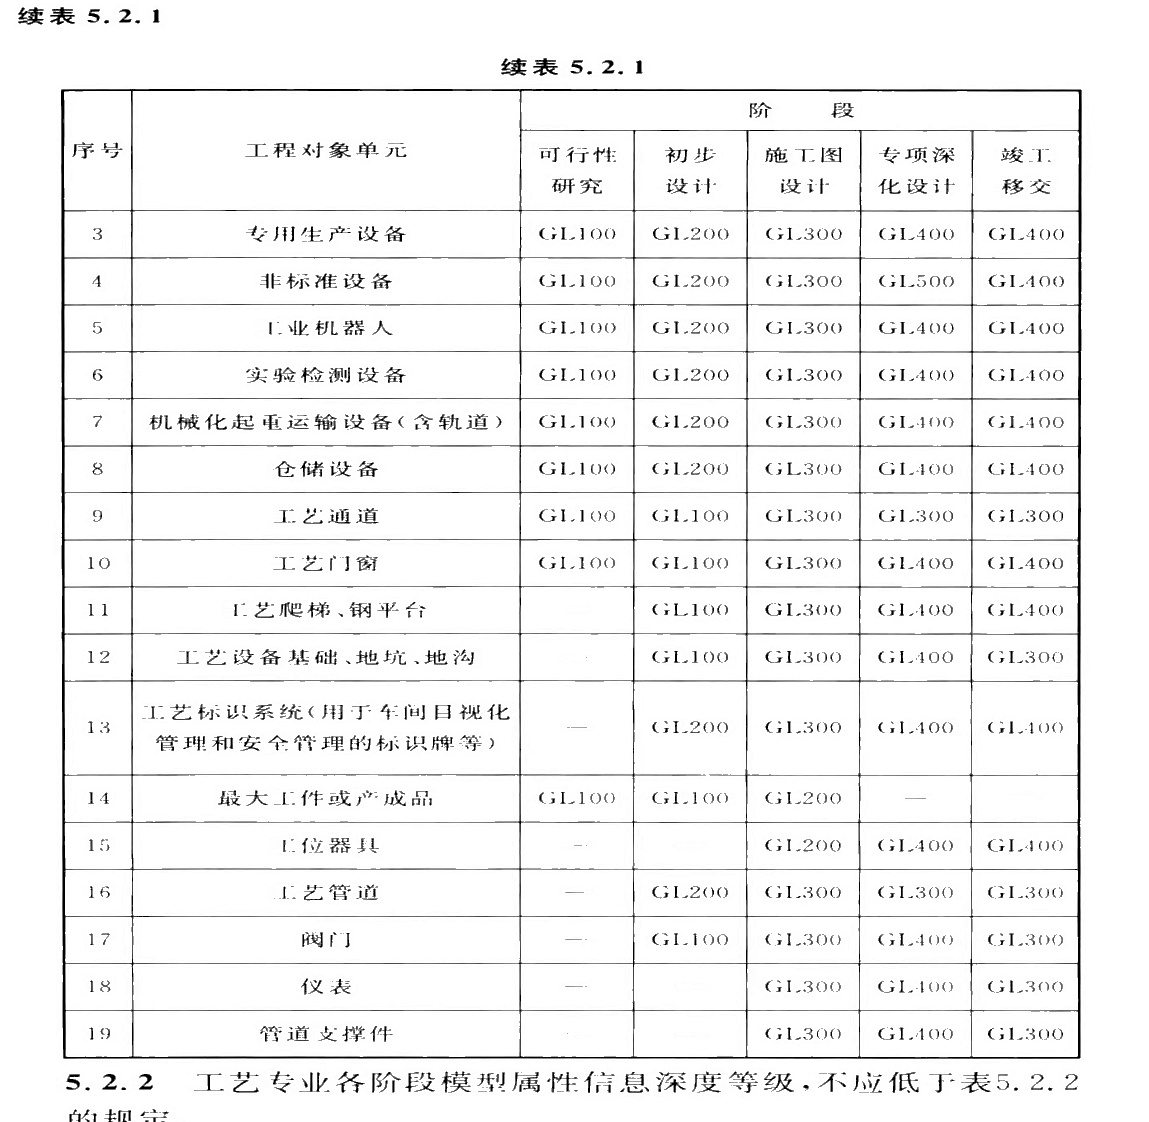 续表 5.2.1
续表 5.2.1
序号 工程对象单元 阶 段
可行性研究 初步设计 施工图设计 专项深化设计 竣工移交
3 专用生产设备 GL100 GL200 GL300 GL400 GL400
4 非标准设备 GL100 GL200 GL300 GL500 GL400
5 工业机器人 GL100 GL200 GL300 GL400 GL400
6 实验检测设备 GL100 GL200 GL300 GL400 GL400
7 机械化起重运输设备(含轨道) GL100 GL200 GL300 GL400 GL400
8 仓储设备 GL100 GL200 GL300 GL400 GL400
9 工艺通道 GL100 GL100 GL300 GL300 GL300
10 工艺门窗 GL100 GL100 GL300 GL400 GL400
11 工艺爬梯、钢平台 — GL100 GL300 GL400 GL400
12 工艺设备基础、地坑、地沟 — GL100 GL300 GL400 GL300
13 工艺标识系统(用于车间目视化管理和安全管理的标识牌等) — GL200 GL300 GL400 GL400
14 最大工件或产成品 GL100 GL100 GL200 — —
15 工位器具 — — GL200 GL400 GL400
16 工艺管道 — GL200 GL300 GL300 GL300
17 阀门 — GL100 GL300 GL400 GL300
18 仪表 — — GL300 GL400 GL300
19 管道支撑件 — — GL300 GL400 GL300
5.2.2 工艺专业各阶段模型属性信息深度等级,不应低于表5.2.2
的规定。